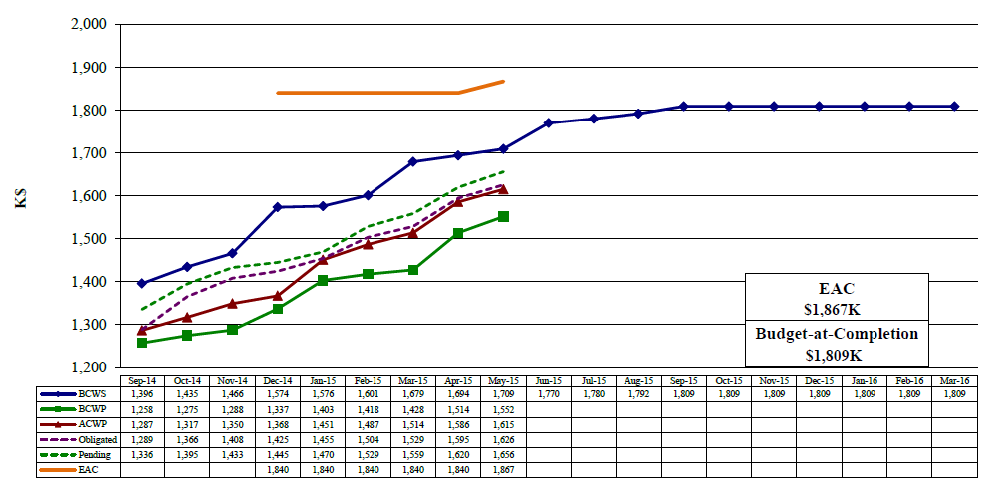 2,000
1,900
1,800
1,700
1,600
1,500
1,400
1,300
1,200
K$
EAC
$1,867K
Budget-at-Completion
$1,809K
Sep-14 Oct-14 Nov-14 Dec-14 Jan-15 Feb-15 Mar-15 Apr-15 May-15 Jun-15 Jul-15 Aug-15 Sep-15 Oct-15 Nov-15 Dec-15 Jan-16 Feb-16 Mar-16
BCWS 1,396 1,435 1,466 1,574 1,576 1,601 1,679 1,694 1,709 1,770 1,780 1,792 1,809 1,809 1,809 1,809 1,809 1,809 1,809
BCWP 1,258 1,275 1,288 1,337 1,403 1,418 1,428 1,514 1,552
ACWP 1,287 1,317 1,350 1,368 1,451 1,487 1,514 1,586 1,615
Obligated 1,289 1,366 1,408 1,425 1,455 1,504 1,529 1,595 1,626
Pending 1,336 1,395 1,433 1,445 1,470 1,529 1,559 1,620 1,656
EAC 1,840 1,840 1,840 1,840 1,840 1,867